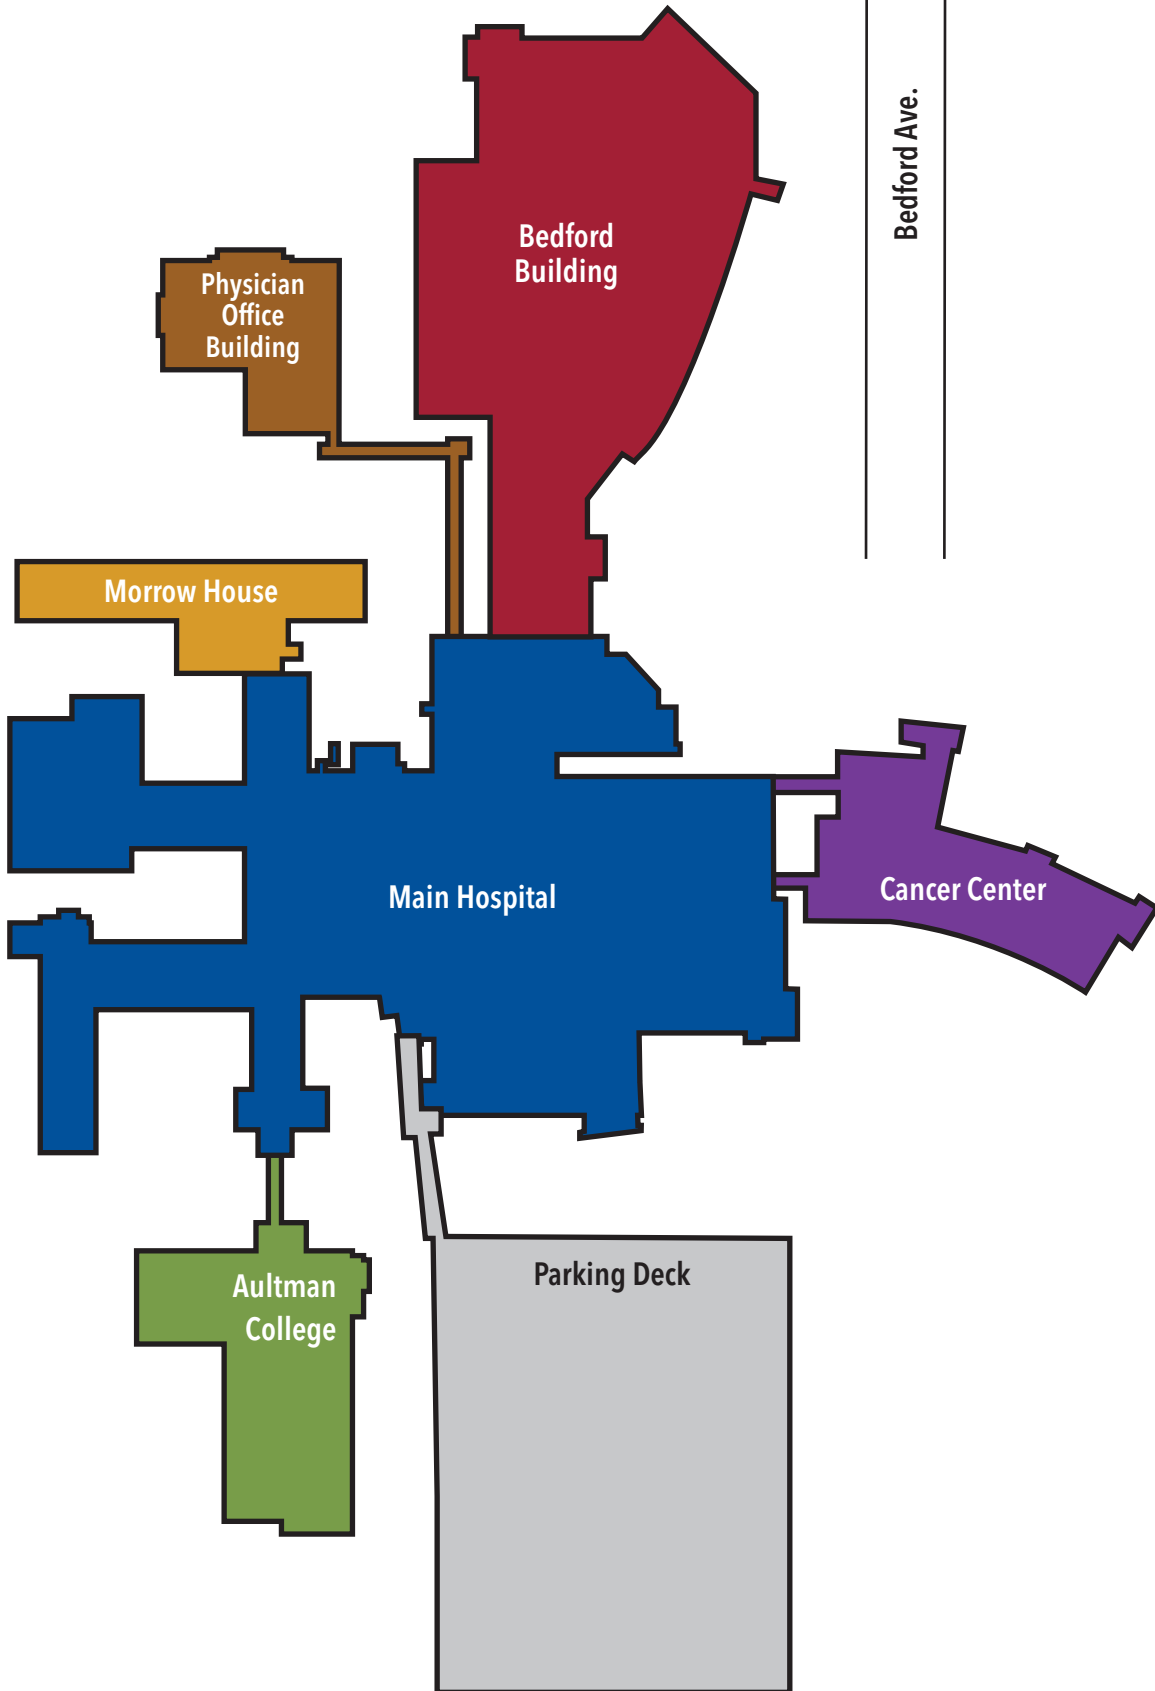 Bedford Ave.
Bedford
Building
Physician
Office
Building
Morrow House
Main Hospital
Cancer Center
Parking Deck
Aultman
College